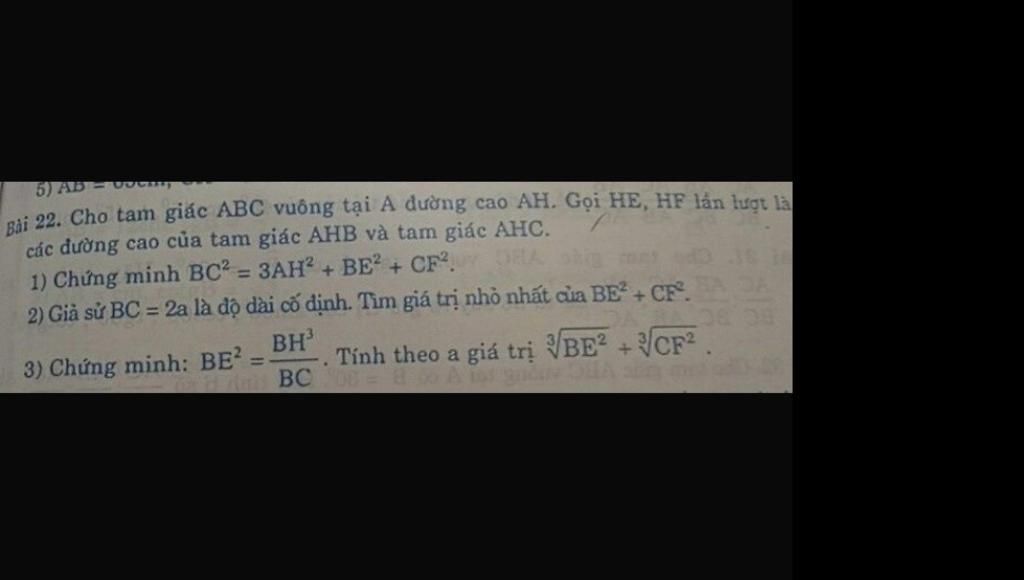 5) AB = 65cm,
Bài 22. Cho tam giác ABC vuông tại A đường cao AH. Gọi HE, HF lần lượt là
các đường cao của tam giác AHB và tam giác AHC.
1) Chứng minh BC² = 3AH² + BE² + CF².
2) Giả sử BC = 2a là độ dài cố định. Tìm giá trị nhỏ nhất của BE² + CF².
3) Chứng minh: BE² = BH³/BC. Tính theo a giá trị ∛BE² + ∛CF².